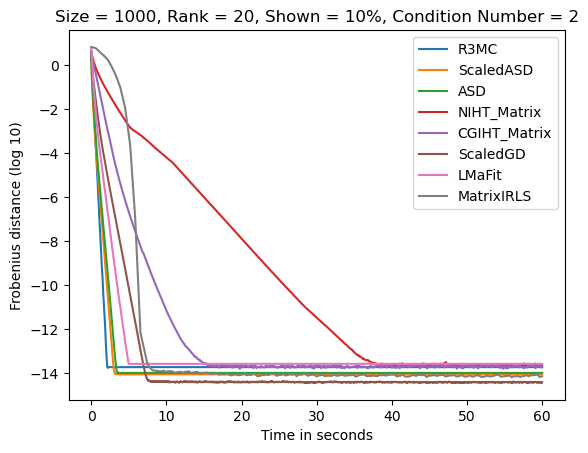 Size = 1000, Rank = 20, Shown = 10%, Condition Number = 2
Frobenius distance (log 10)
0
−2
−4
−6
−8
−10
−12
−14
R3MC
ScaledASD
ASD
NIHT_Matrix
CGIHT_Matrix
ScaledGD
LMaFit
MatrixIRLS
0
10
20
30
40
50
60
Time in seconds